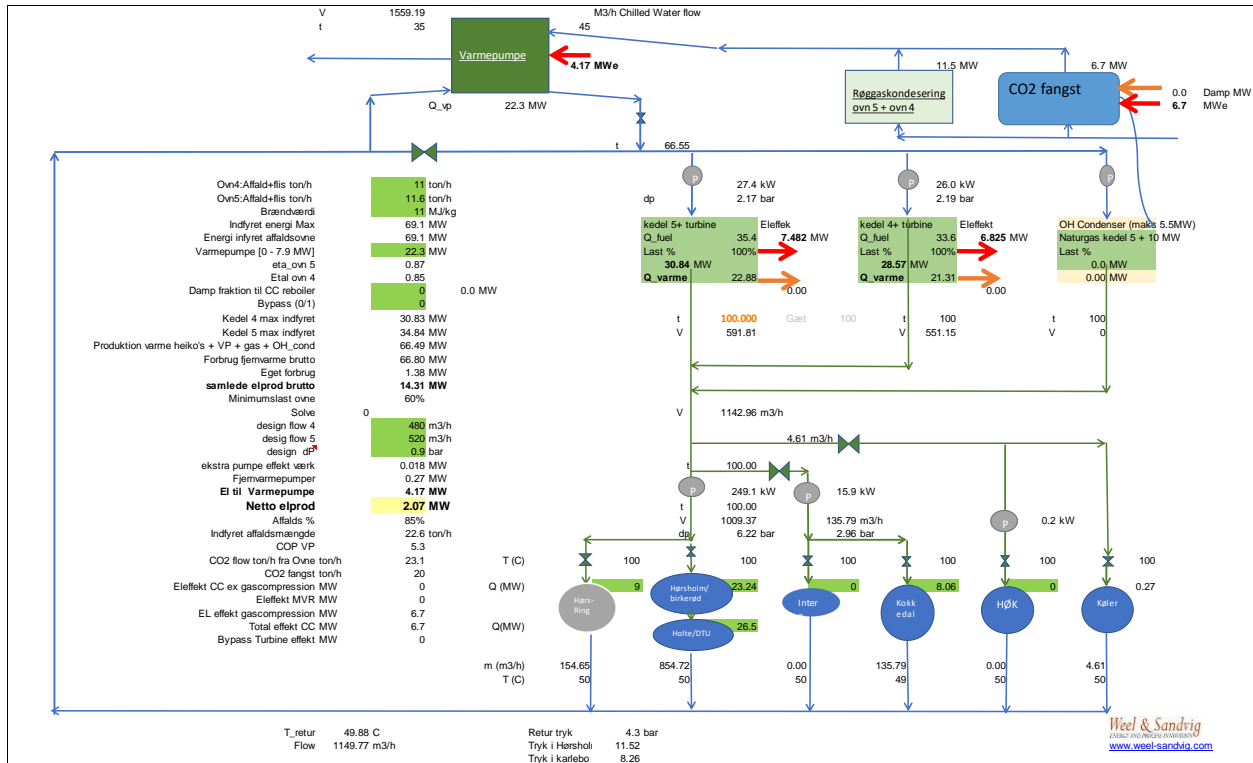 V 1559.19 M3/h Chilled Water flow
t 35 45
Varmepumpe
4.17 MWe
11.5 MW 6.7 MW
Røggaskondesering
ovn 5 + ovn 4
CO2 fangst
0.0 Damp MW
6.7 MWe
Q_vp 22.3 MW
t 66.55
P P P
27.4 kW 26.0 kW
dp 2.17 bar 2.19 bar
Ovn4:Affald+flis ton/h 11 ton/h
Ovn5:Affald+flis ton/h 11.6 ton/h
Brændværdi 11 MJ/kg
Indfyret energi Max 69.1 MW
Energi infyret affaldsovne 69.1 MW
Varmepumpe [0 - 7.9 MW] 22.3 MW
eta_ovn 5 0.87
Etal ovn 4 0.85
Damp fraktion til CC reboiler 0 0.0 MW
Bypass (0/1) 0
Kedel 4 max indfyret 30.83 MW
Kedel 5 max indfyret 34.84 MW
Produktion varme heiko's + VP + gas + OH_cond 66.49 MW
Forbrug fjernvarme brutto 66.80 MW
Eget forbrug 1.38 MW
samlede elprod brutto 14.31 MW
Minimumslast ovne 60%
Solve 0
design flow 4 480 m3/h
desig flow 5 520 m3/h
design dP 0.9 bar
ekstra pumpe effekt værk 0.018 MW
Fjernvarmepumper 0.27 MW
El til Varmepumpe 4.17 MW
Netto elprod 2.07 MW
Affalds % 85%
Indfyret affaldsmængde 22.6 ton/h
COP VP 5.3
CO2 flow ton/h fra Ovne ton/h 23.1
CO2 fangst ton/h 20
Eleffekt CC ex gascompression MW 0
Eleffekt MVR MW 0
EL effekt gascompression MW 6.7
Total effekt CC MW 6.7
Bypass Turbine effekt MW 0
kedel 5+ turbine Eleffek
Q_fuel 35.4 7.482 MW
Last % 100%
30.84 MW
Q_varme 22.88
0.00
kedel 4+ turbine Eleffekt
Q_fuel 33.6 6.825 MW
Last % 100%
28.57 MW
Q_varme 21.31
0.00
OH Condenser (maks 5.5MW)
Naturgas kedel 5 + 10 MW
Last %
0.0 MW
0.00 MW
t 100.000 Gæt 100 t 100 t 100
V 591.81 V 551.15 V 0
V 1142.96 m3/h
4.61 m3/h
t 100.00
P 249.1 kW P 15.9 kW
t 100.00
V 1009.37 135.79 m3/h
dp 6.22 bar 2.96 bar
P 0.2 kW
T (C) 100 100 100 100 100 100
Q (MW) 9 23.24 0 8.06 0 0.27
Hørs-
Ring
Hørsholm/
birkerød
Inter
Kokk
edal
HØK
Køler
Q(MW) 26.5
Holte/DTU
m (m3/h) 154.65 854.72 0.00 135.79 0.00 4.61
T (C) 50 50 50 49 50 50
T_retur 49.88 C
Flow 1149.77 m3/h
Retur tryk 4.3 bar
Tryk i Hørshol 11.52
Tryk i karlebo 8.26
Weel & Sandvig
ENERGY AND PROCESS INNOVATION
www.weel-sandvig.com